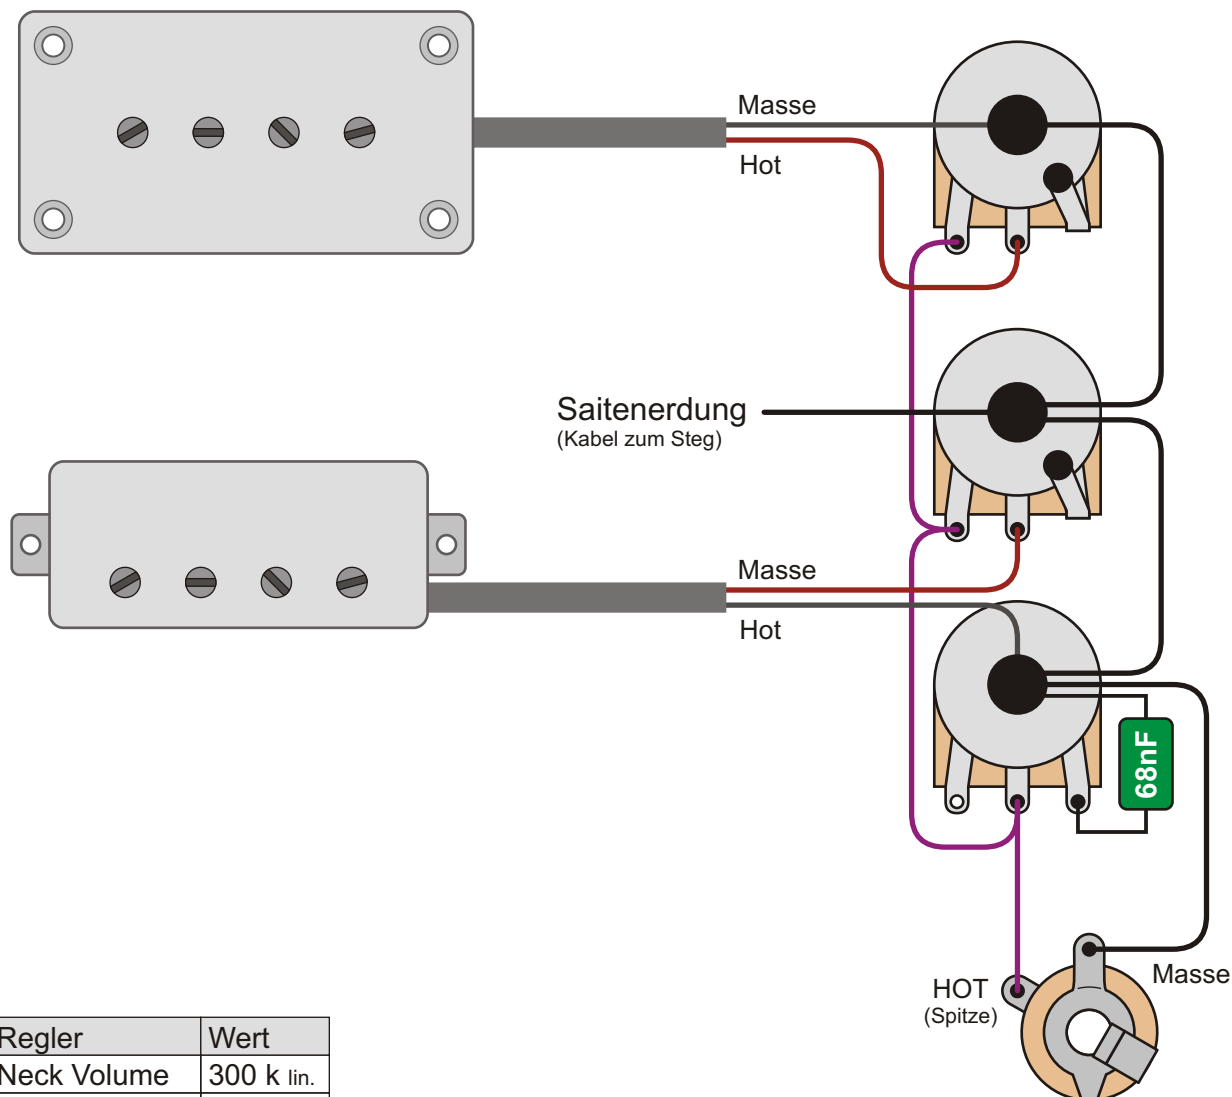 Masse
Hot
Saitenerdung
(Kabel zum Steg)
Masse
Hot
68nF
HOT
(Spitze)
Masse
Regler Wert
Neck Volume 300 k lin.